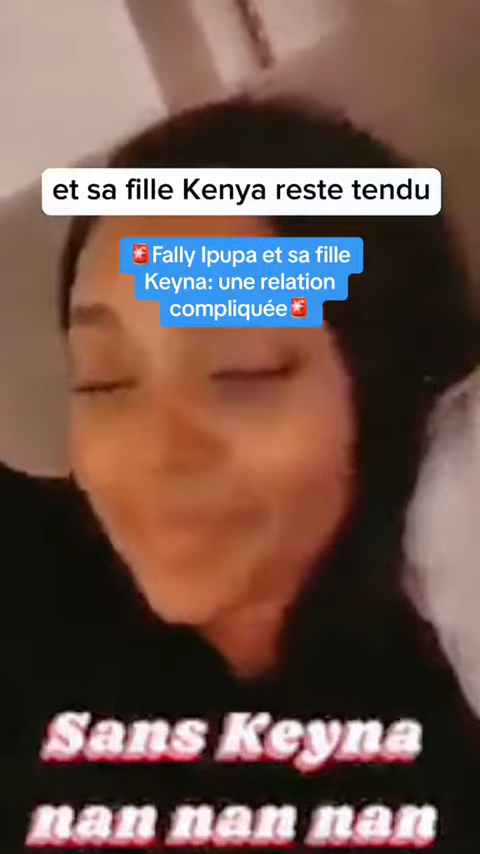 et sa fille Kenya reste tendu
🚨Fally Ipupa et sa fille
Keyna: une relation
compliquée🚨
Sans Keyna
nan nan nan